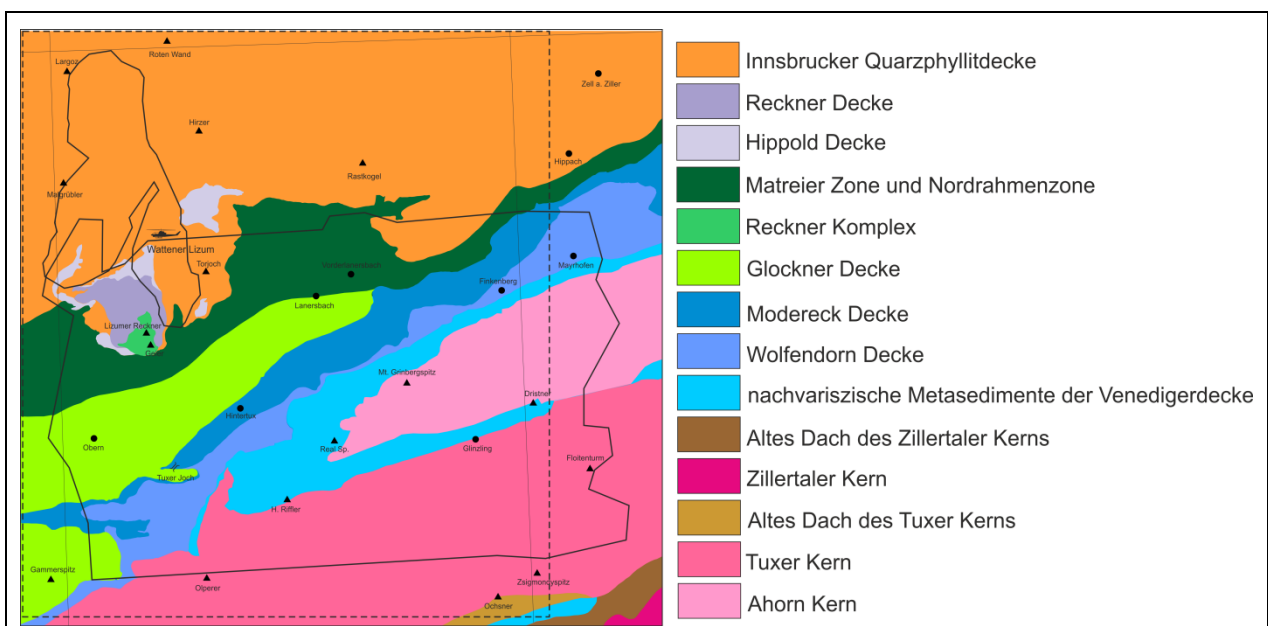 Roten Wand
Largoz
Zell a. Ziller
Hirzer
Hippach
Rastkogel
Malgrübler
Wattener Lizum
Torjoch
Mayrhofen
Vorderlanersbach
Finkenberg
Lanersbach
Lizumer Reckner
Mt. Grinbergspitz
Dristner
Hintertux
Obern
Real Sp.
Glinzling
Floitenturm
Tuxer Joch
H. Riffler
Gammerspitz
Olperer
Zsigmondyspitz
Ochsner
Innsbrucker Quarzphyllitdecke
Reckner Decke
Hippold Decke
Matreier Zone und Nordrahmenzone
Reckner Komplex
Glockner Decke
Modereck Decke
Wolfendorn Decke
nachvariszische Metasedimente der Venedigerdecke
Altes Dach des Zillertaler Kerns
Zillertaler Kern
Altes Dach des Tuxer Kerns
Tuxer Kern
Ahorn Kern